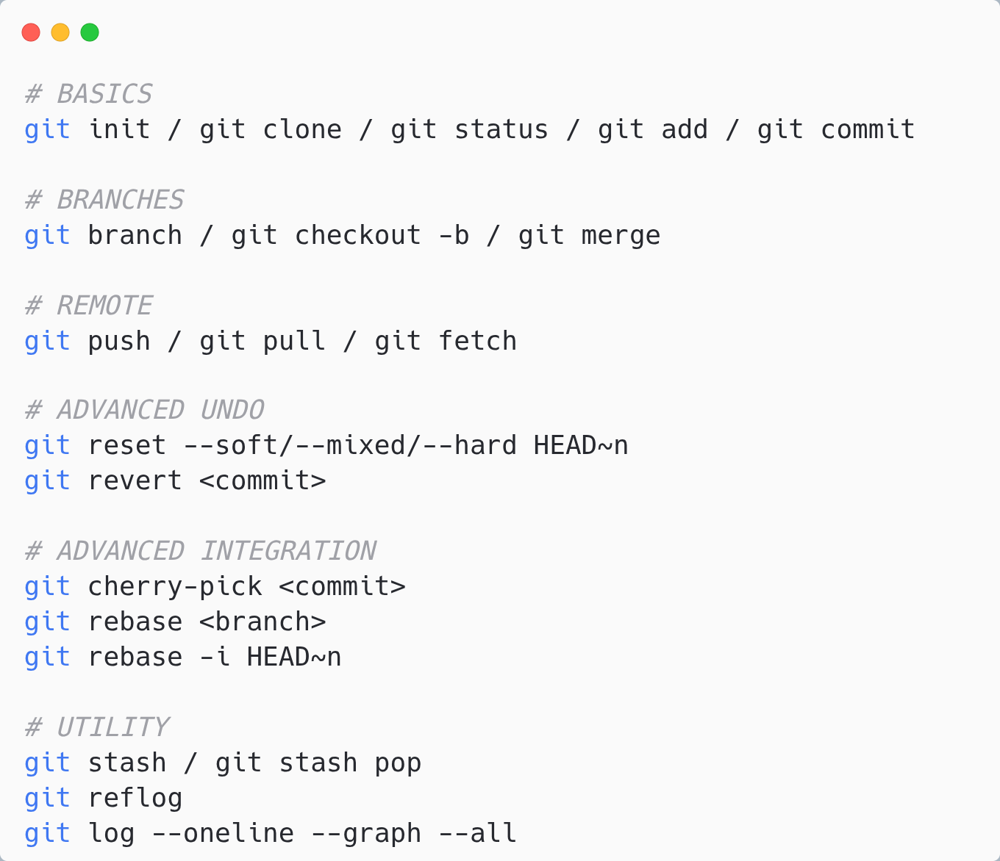 # BASICS
git init / git clone / git status / git add / git commit
# BRANCHES
git branch / git checkout -b / git merge
# REMOTE
git push / git pull / git fetch
# ADVANCED UNDO
git reset --soft/--mixed/--hard HEAD~n
git revert <commit>
# ADVANCED INTEGRATION
git cherry-pick <commit>
git rebase <branch>
git rebase -i HEAD~n
# UTILITY
git stash / git stash pop
git reflog
git log --oneline --graph --all